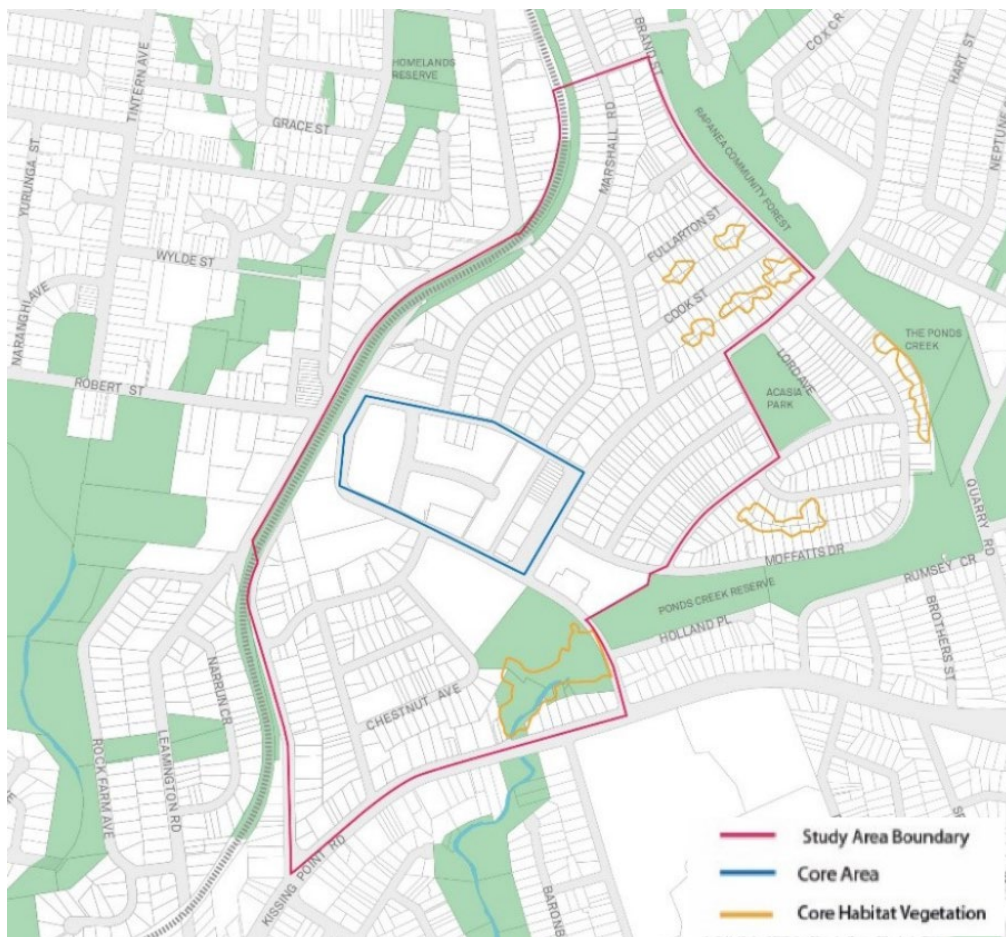 BRAND ST
COX CR
HART ST
TINTERN AVE
HOMELANDS
RESERVE
GRACE ST
MARSHALL RD
RAPANEA COMMUNITY FOREST
YURUNGA ST
WYLDE ST
FULLARTON ST
NARANGHI AVE
COOK ST
THE PONDS
CREEK
LORD AVE
ROBERT ST
ACASIA
PARK
QUARRY RD
MOFFATTS DR
RUMSEY CR
PONDS CREEK RESERVE
HOLLAND PL
BROTHERS ST
NARRUN CR
CHESTNUT AVE
LEAMINGTON RD
ROCK FARM AVE
KISSING POINT RD
Study Area Boundary
Core Area
Core Habitat Vegetation